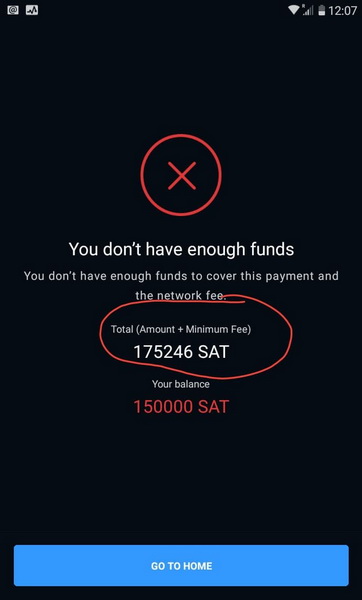 12:07
You don't have enough funds
You don't have enough funds to cover this payment and
the network fee.
Total (Amount + Minimum Fee)
175246 SAT
Your balance
150000 SAT
GO TO HOME